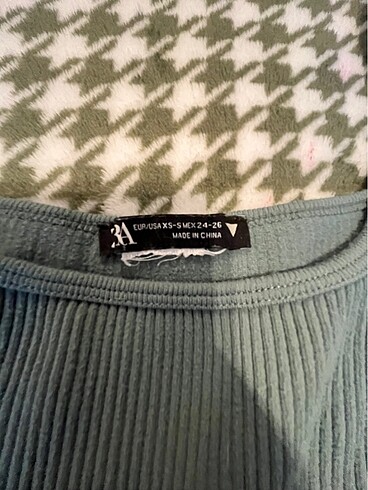 ZA
EUR/USA XS-S MEX 24-26
MADE IN CHINA